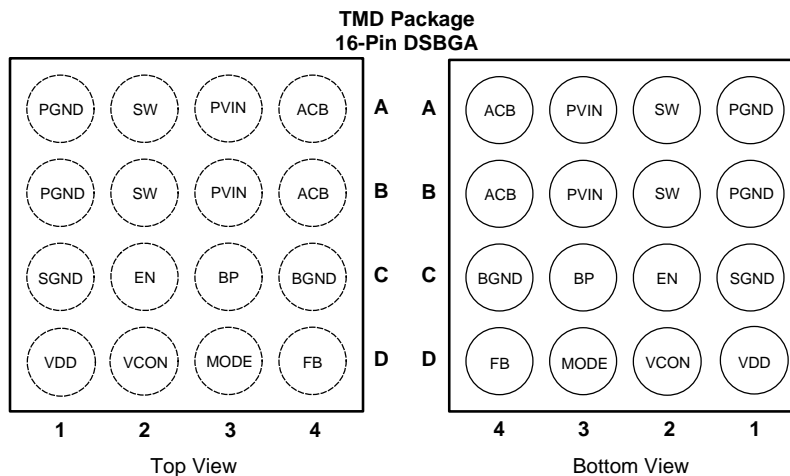 TMD Package
16-Pin DSBGA
PGND SW PVIN ACB A A ACB PVIN SW PGND
PGND SW PVIN ACB B B ACB PVIN SW PGND
SGND EN BP BGND C C BGND BP EN SGND
VDD VCON MODE FB D D FB MODE VCON VDD
1 2 3 4 4 3 2 1
Top View Bottom View